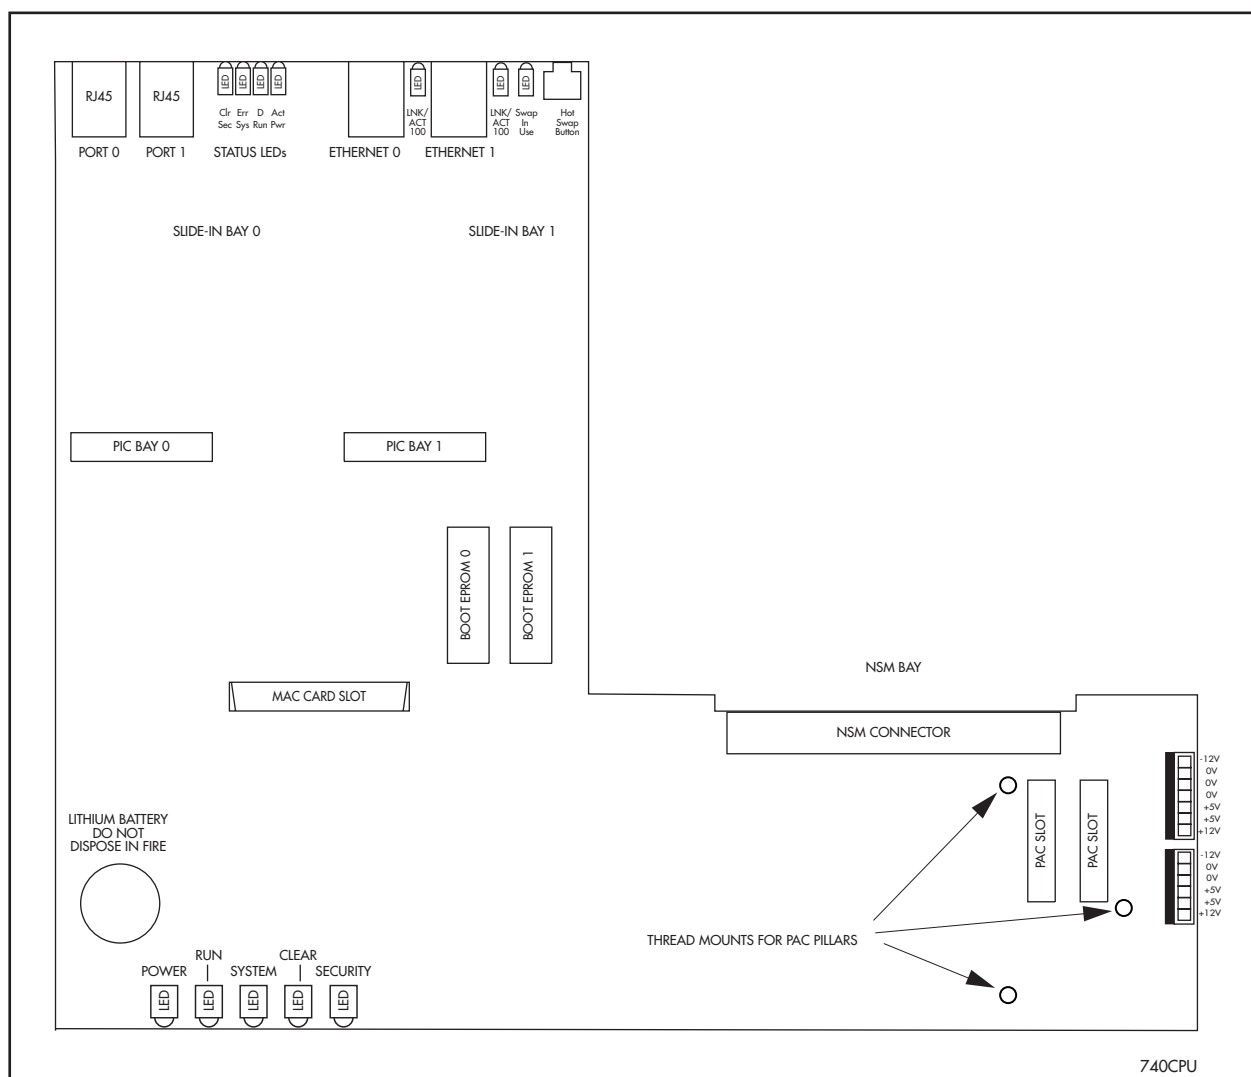 RJ45
RJ45
LED
LED
LED
LED
LED
LED
LED
Clr Err D Act
Sec Sys Run Pwr
LNK/
ACT
100
LNK/
ACT
100
Swap
In
Use
Hot
Swap
Button
PORT 0
PORT 1
STATUS LEDs
ETHERNET 0
ETHERNET 1
SLIDE-IN BAY 0
SLIDE-IN BAY 1
PIC BAY 0
PIC BAY 1
BOOT EPROM 0
BOOT EPROM 1
NSM BAY
MAC CARD SLOT
NSM CONNECTOR
-12V
0V
0V
0V
+5V
+5V
+12V
PAC SLOT
PAC SLOT
LITHIUM BATTERY
DO NOT
DISPOSE IN FIRE
-12V
0V
0V
+5V
+5V
+12V
THREAD MOUNTS FOR PAC PILLARS
POWER
RUN
SYSTEM
CLEAR
SECURITY
LED
LED
LED
LED
LED
740CPU